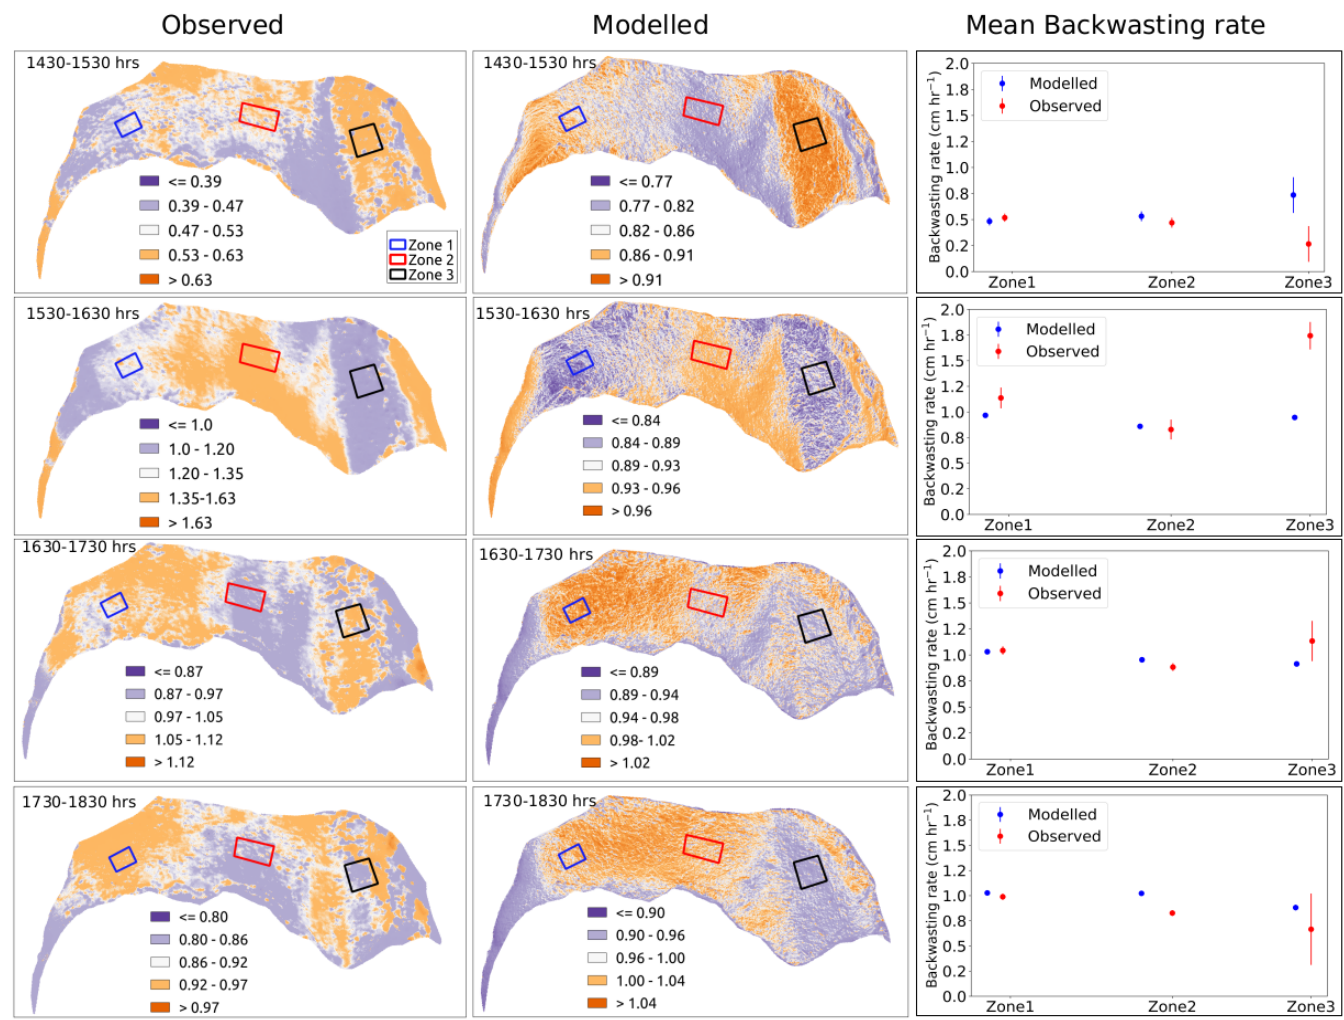 Observed
Modelled
Mean Backwasting rate
1430-1530 hrs
<= 0.39
0.39 - 0.47
0.47 - 0.53
0.53 - 0.63
> 0.63
Zone 1
Zone 2
Zone 3
1430-1530 hrs
<= 0.77
0.77 - 0.82
0.82 - 0.86
0.86 - 0.91
> 0.91
Backwasting rate (cm hr⁻¹)
2.0
1.8
1.5
1.2
1.0
0.8
0.5
0.2
0.0
Modelled
Observed
Zone1 Zone2 Zone3
1530-1630 hrs
<= 1.0
1.0 - 1.20
1.20 - 1.35
1.35-1.63
> 1.63
1530-1630 hrs
<= 0.84
0.84 - 0.89
0.89 - 0.93
0.93 - 0.96
> 0.96
Backwasting rate (cm hr⁻¹)
2.0
1.8
1.5
1.2
1.0
0.8
0.5
0.2
0.0
Modelled
Observed
Zone1 Zone2 Zone3
1630-1730 hrs
<= 0.87
0.87 - 0.97
0.97 - 1.05
1.05 - 1.12
> 1.12
1630-1730 hrs
<= 0.89
0.89 - 0.94
0.94 - 0.98
0.98- 1.02
> 1.02
Backwasting rate (cm hr⁻¹)
2.0
1.8
1.5
1.2
1.0
0.8
0.5
0.2
0.0
Modelled
Observed
Zone1 Zone2 Zone3
1730-1830 hrs
<= 0.80
0.80 - 0.86
0.86 - 0.92
0.92 - 0.97
> 0.97
1730-1830 hrs
<= 0.90
0.90 - 0.96
0.96 - 1.00
1.00 - 1.04
> 1.04
Backwasting rate (cm hr⁻¹)
2.0
1.8
1.5
1.2
1.0
0.8
0.5
0.2
0.0
Modelled
Observed
Zone1 Zone2 Zone3